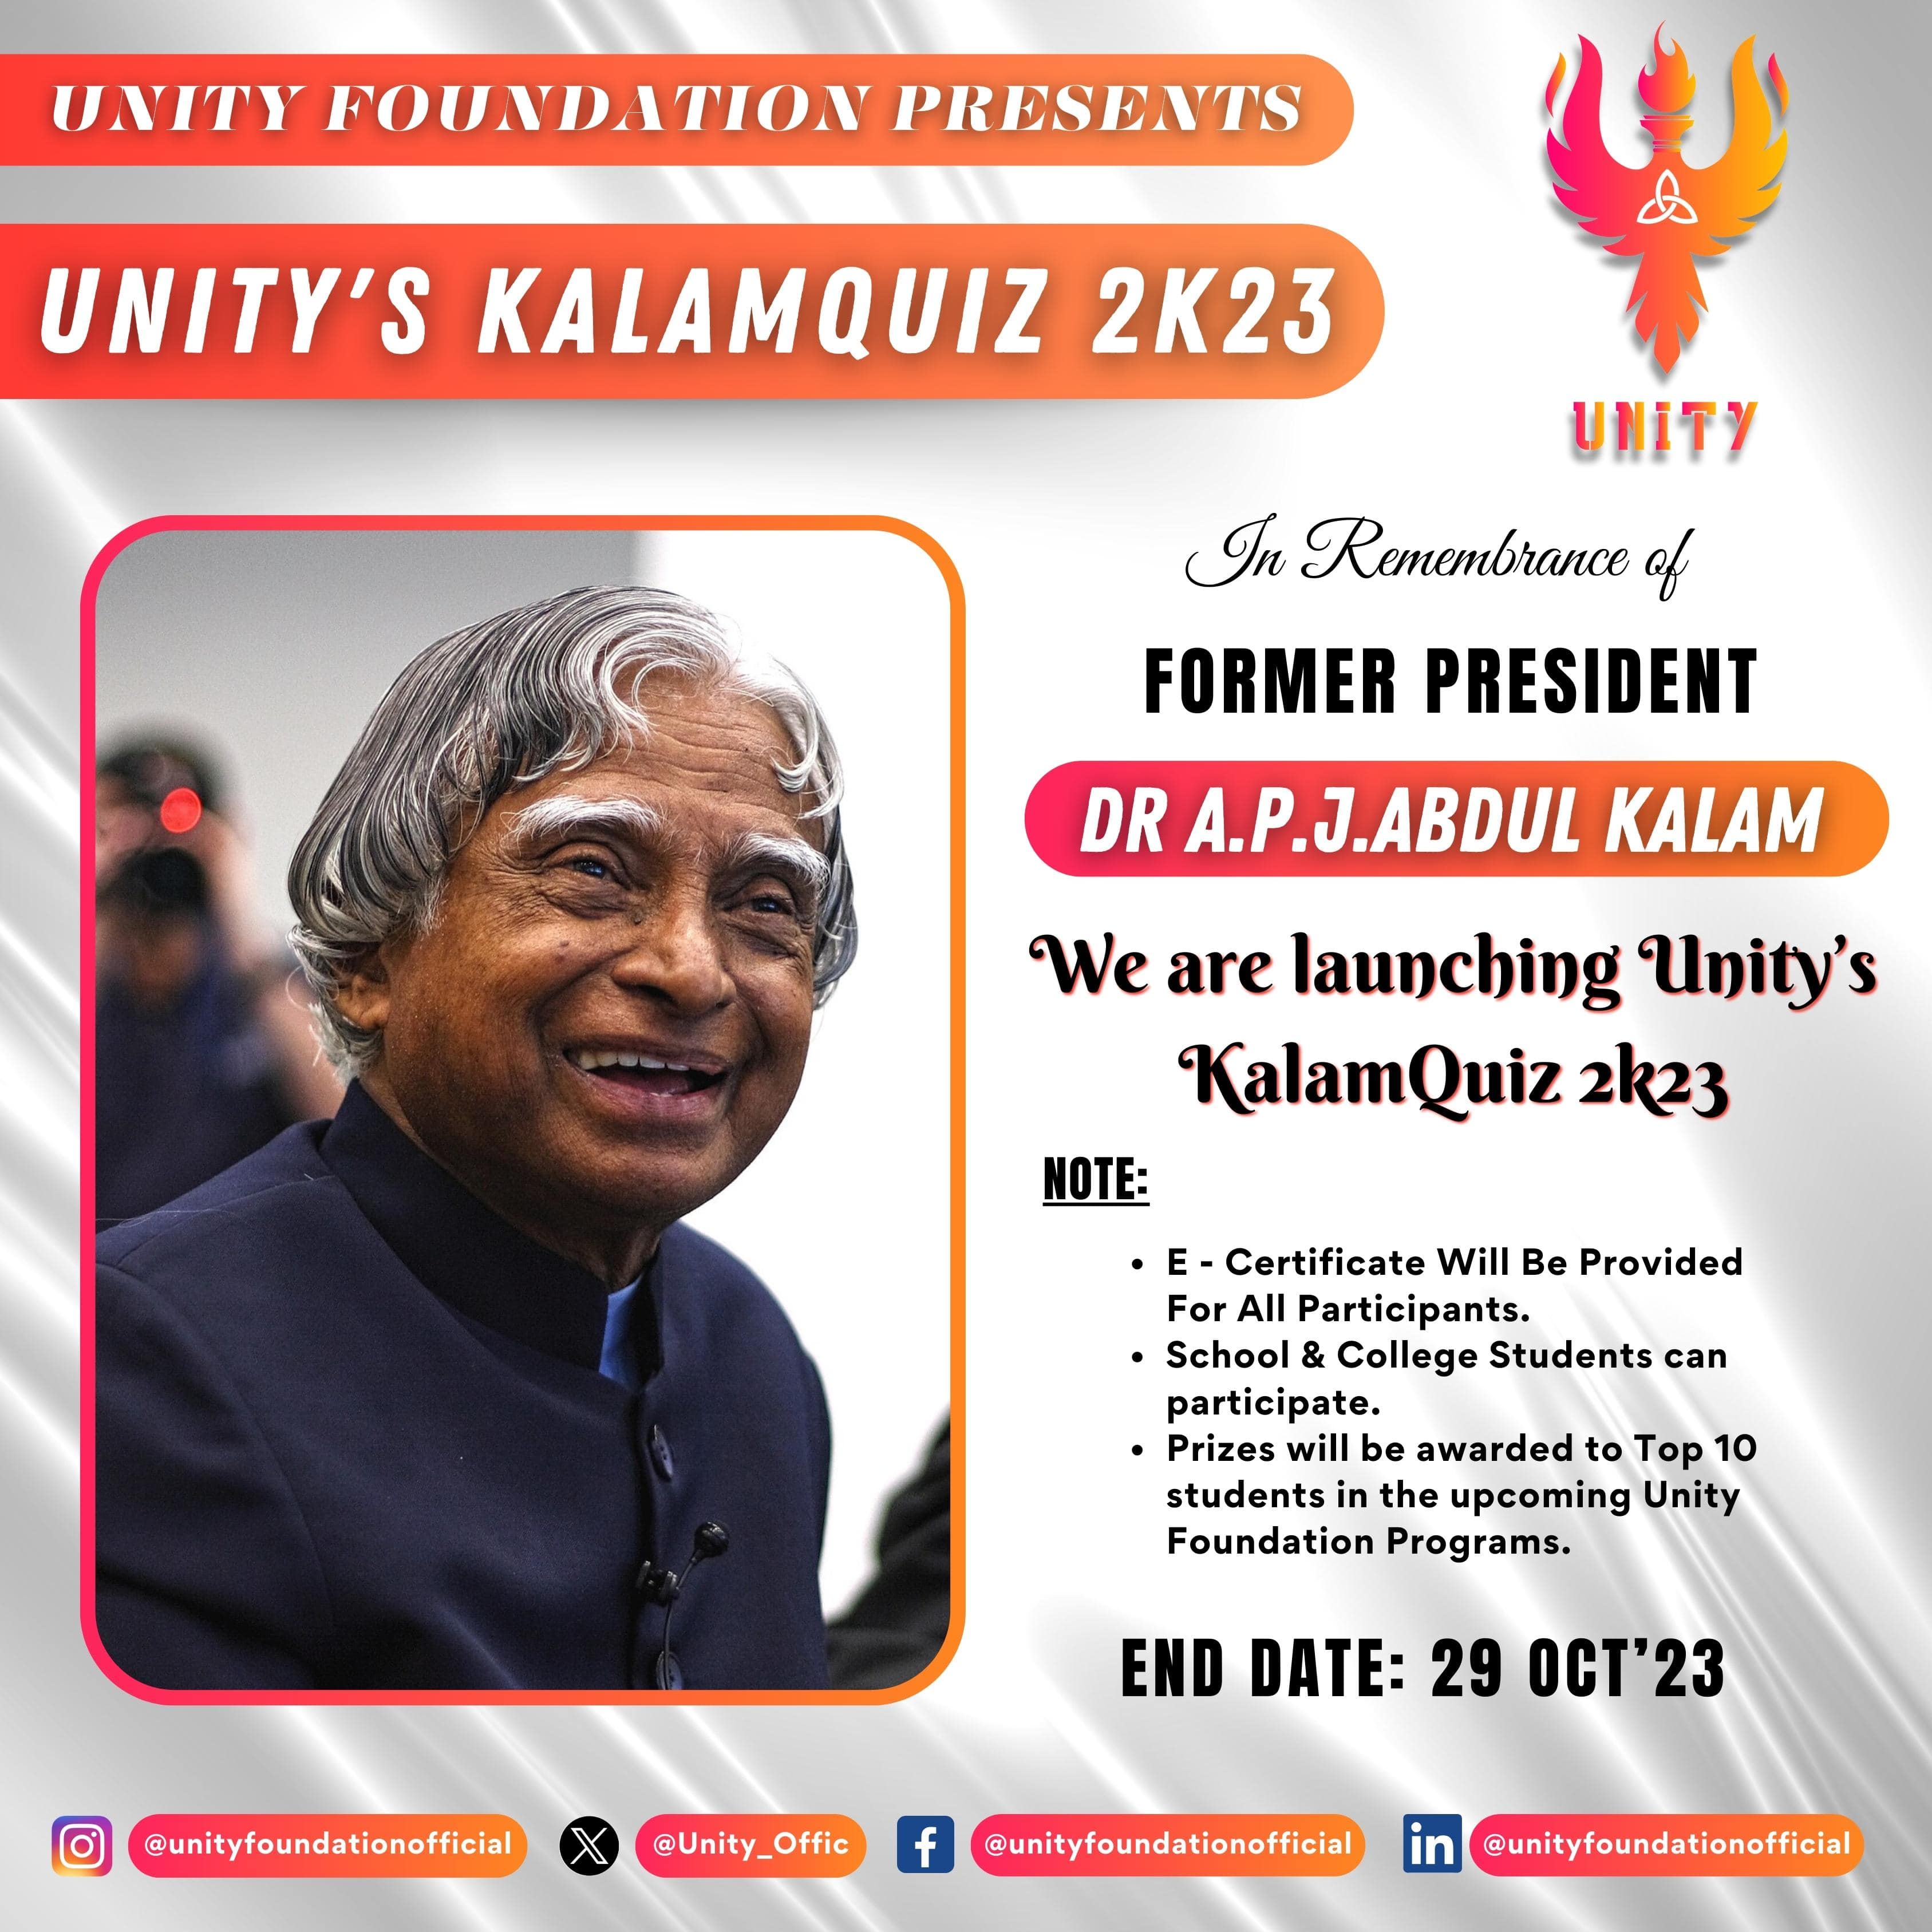 UNITY FOUNDATION PRESENTS
UNITY'S KALAMQUIZ 2K23
UNITY
In Remembrance of
FORMER PRESIDENT
DR A.P.J.ABDUL KALAM
We are launching Unity's
KalamQuiz 2k23
NOTE:
• E - Certificate Will Be Provided
For All Participants.
• School & College Students can
participate.
• Prizes will be awarded to Top 10
students in the upcoming Unity
Foundation Programs.
END DATE: 29 OCT'23
@unityfoundationofficial @Unity_Offic @unityfoundationofficial @unityfoundationofficial